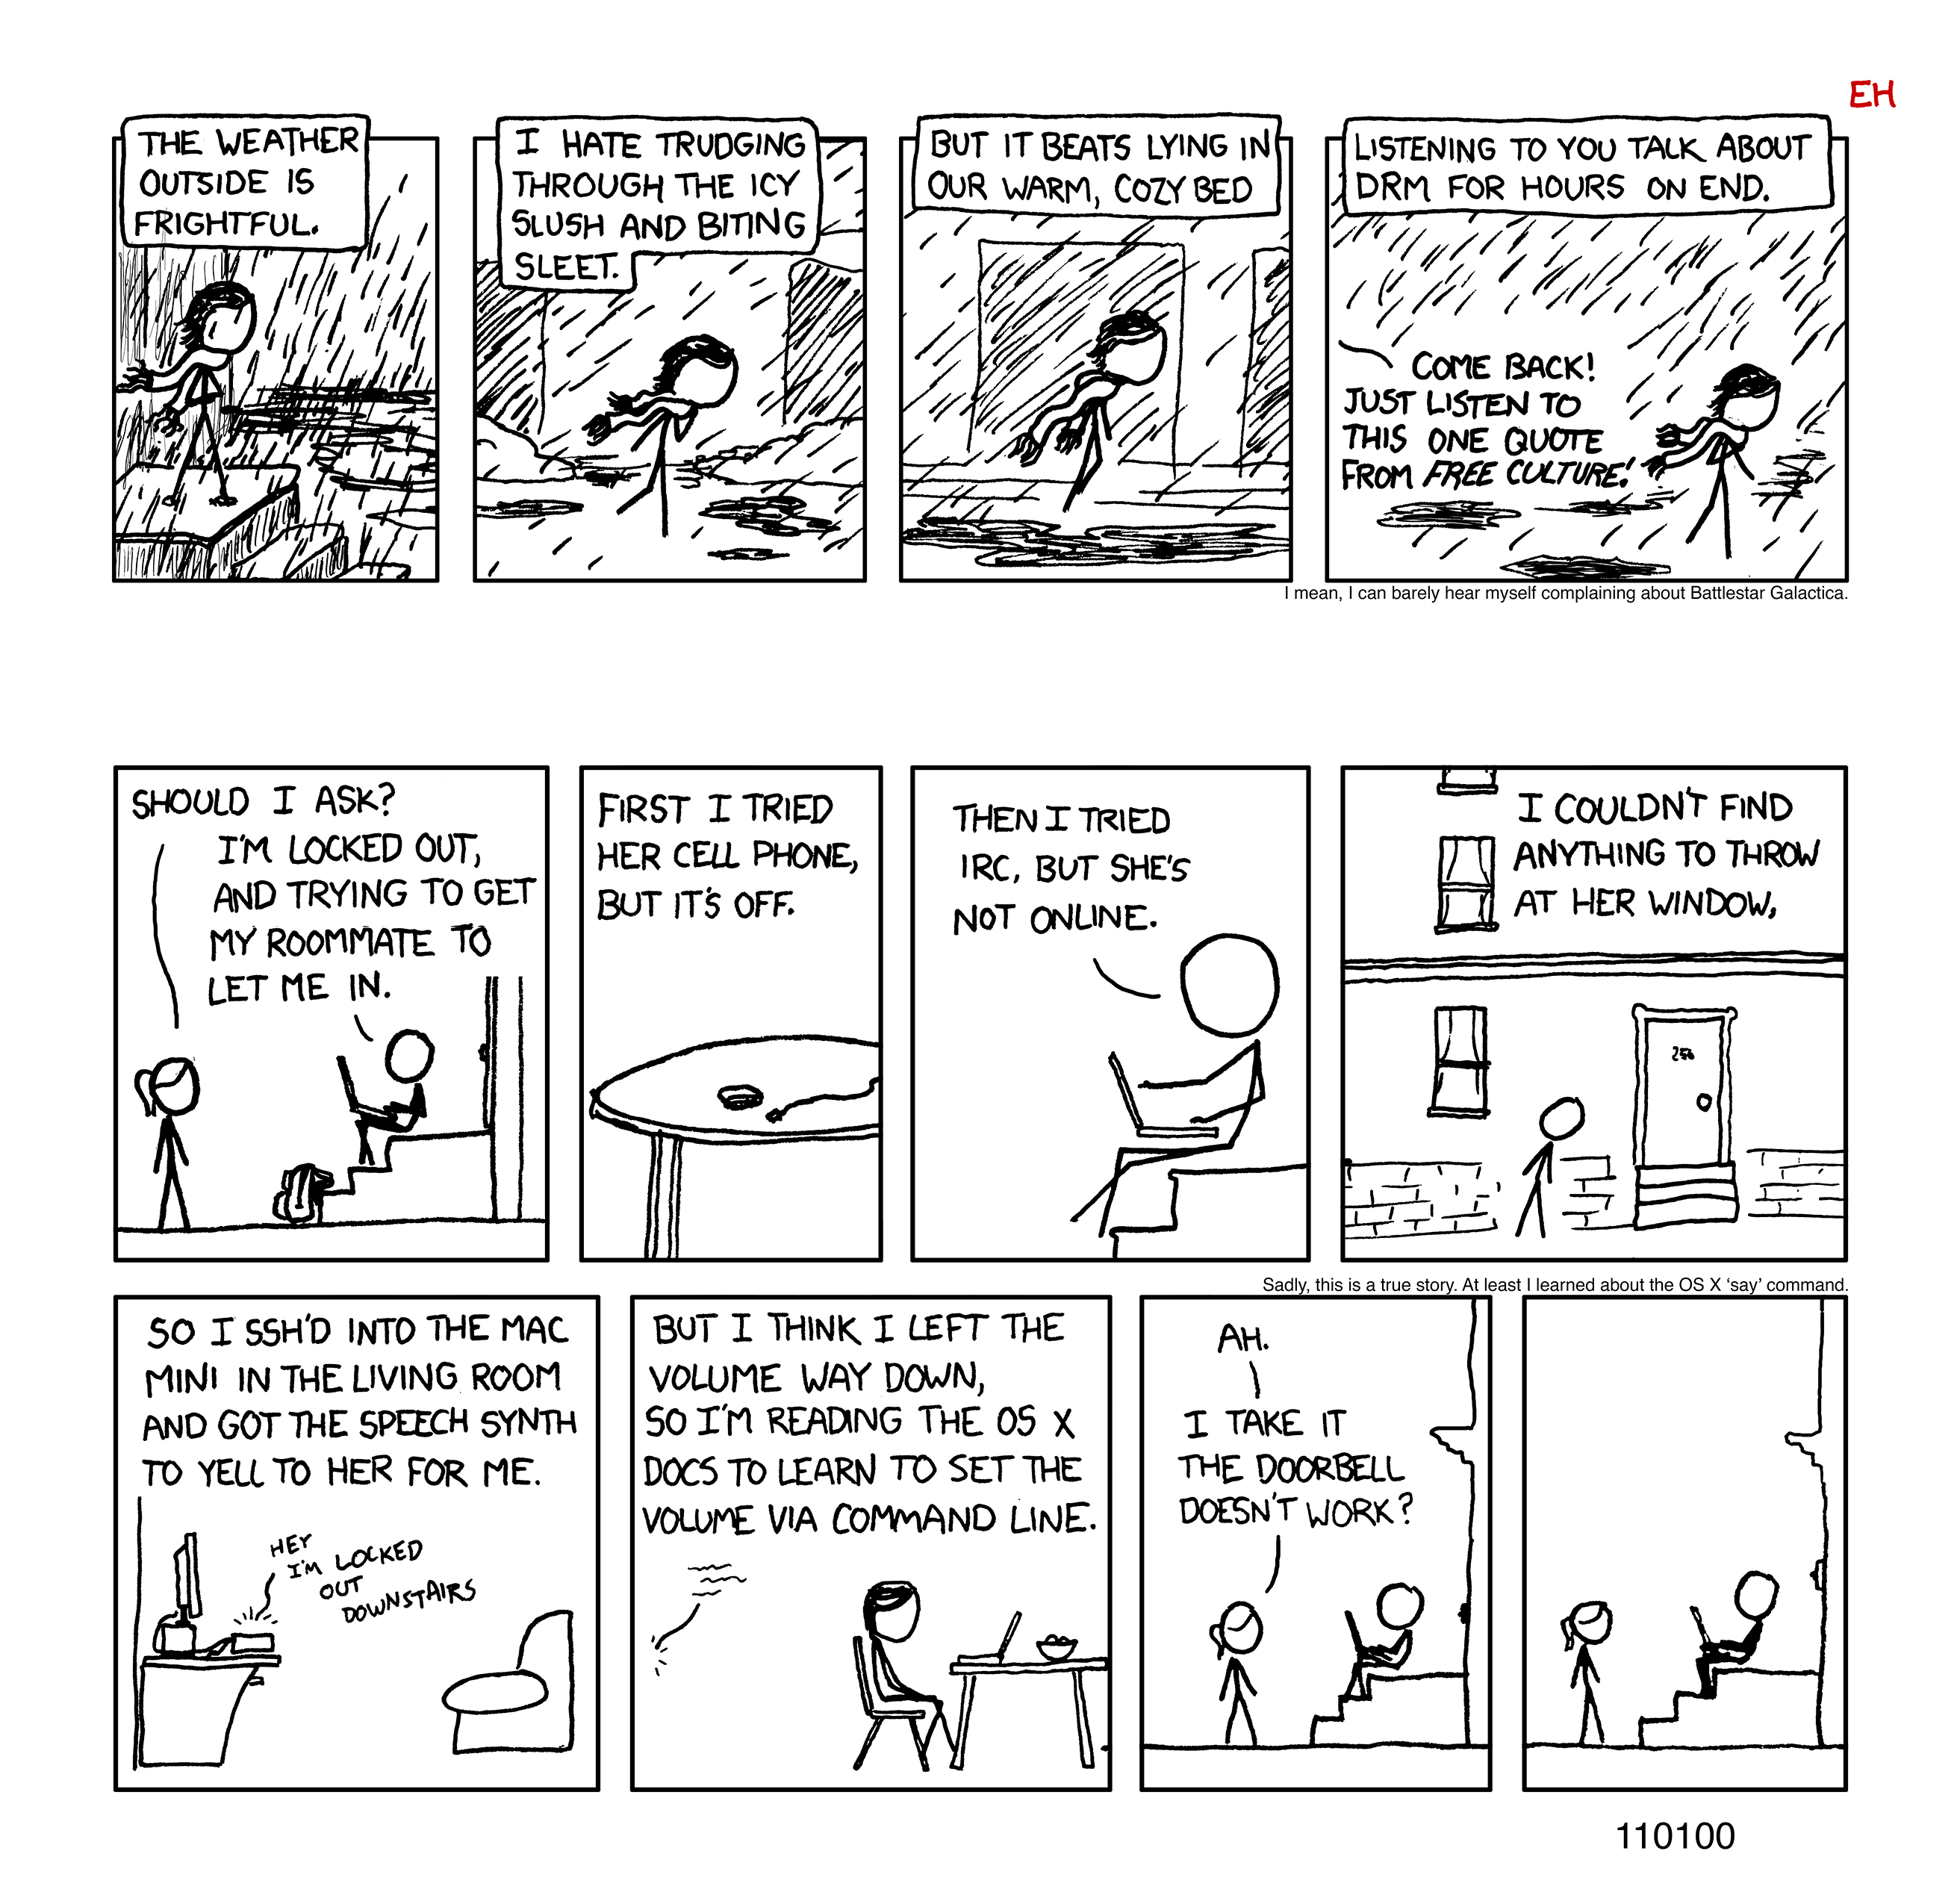 EH
THE WEATHER
OUTSIDE IS
FRIGHTFUL.
I HATE TRUDGING
THROUGH THE ICY
SLUSH AND BITING
SLEET.
BUT IT BEATS LYING IN
OUR WARM, COZY BED
LISTENING TO YOU TALK ABOUT
DRM FOR HOURS ON END.
COME BACK!
JUST LISTEN TO
THIS ONE QUOTE
FROM FREE CULTURE!
I mean, I can barely hear myself complaining about Battlestar Galactica.
SHOULD I ASK?
I'M LOCKED OUT,
AND TRYING TO GET
MY ROOMMATE TO
LET ME IN.
FIRST I TRIED
HER CELL PHONE,
BUT IT'S OFF.
THEN I TRIED
IRC, BUT SHE'S
NOT ONLINE.
I COULDN'T FIND
ANYTHING TO THROW
AT HER WINDOW,
256
Sadly, this is a true story. At least I learned about the OS X ‘say’ command.
SO I SSH'D INTO THE MAC
MINI IN THE LIVING ROOM
AND GOT THE SPEECH SYNTH
TO YELL TO HER FOR ME.
HEY
I'M LOCKED
OUT
DOWNSTAIRS
BUT I THINK I LEFT THE
VOLUME WAY DOWN,
SO I'M READING THE OS X
DOCS TO LEARN TO SET THE
VOLUME VIA COMMAND LINE.
AH.
I TAKE IT
THE DOORBELL
DOESN'T WORK?
110100